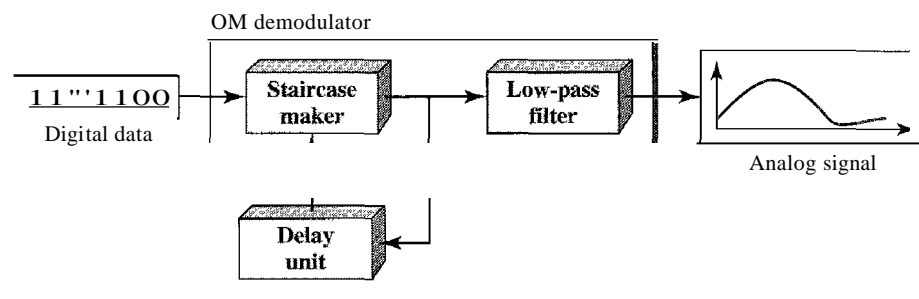 OM demodulator
Staircase
maker
Low-pass
filter
11"'1100
Digital data
Analog signal
Delay
unit